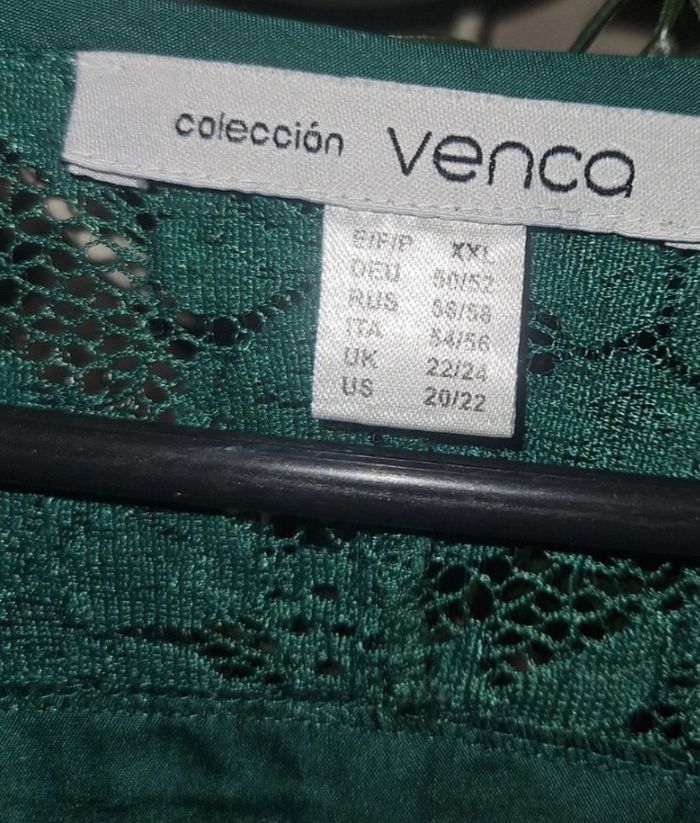 colección venca
E/F/P XXL
DEU 50/52
RUS 56/58
ITA 54/56
UK 22/24
US 20/22